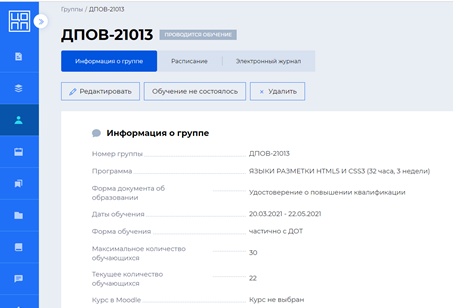 ЦОПП
Группы / ДПОВ-21013
ДПОВ-21013 ПРОВОДИТСЯ ОБУЧЕНИЕ
Информация о группе Расписание Электронный журнал
Редактировать Обучение не состоялось × Удалить
Информация о группе
Номер группы ДПОВ-21013
Программа ЯЗЫКИ РАЗМЕТКИ HTML5 И CSS3 (32 часа, 3 недели)
Форма документа об
образовании Удостоверение о повышении квалификации
Даты обучения 20.03.2021 - 22.05.2021
Форма обучения частично с ДОТ
Максимальное количество
обучающихся 30
Текущее количество
обучающихся 22
Курс в Moodle Курс не выбран